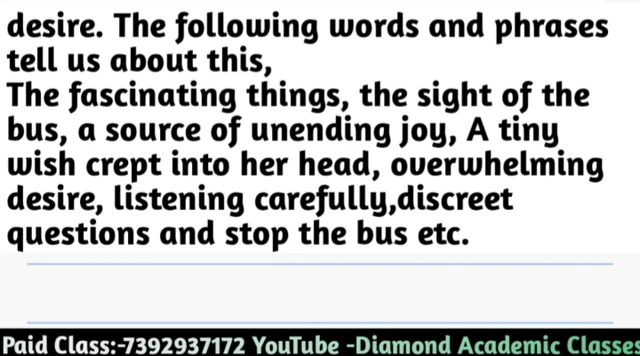 desire. The following words and phrases
tell us about this,
The fascinating things, the sight of the
bus, a source of unending joy, A tiny
wish crept into her head, overwhelming
desire, listening carefully,discreet
questions and stop the bus etc.
Paid Class:-7392937172 YouTube -Diamond Academic Classes